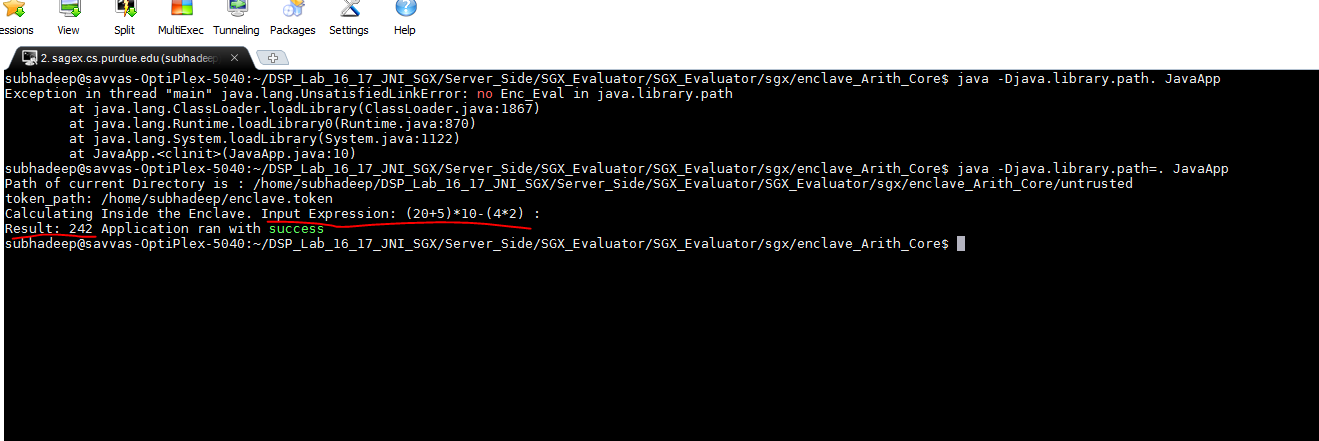 essions View Split MultiExec Tunneling Packages Settings Help
2. sagex.cs.purdue.edu (subhadeep
subhadeep@savvas-OptiPlex-5040:~/DSP_Lab_16_17_JNI_SGX/Server_Side/SGX_Evaluator/SGX_Evaluator/sgx/enclave_Arith_Core$ java -Djava.library.path. JavaApp
Exception in thread "main" java.lang.UnsatisfiedLinkError: no Enc_Eval in java.library.path
at java.lang.ClassLoader.loadLibrary(ClassLoader.java:1867)
at java.lang.Runtime.loadLibrary0(Runtime.java:870)
at java.lang.System.loadLibrary(System.java:1122)
at JavaApp.<clinit>(JavaApp.java:10)
subhadeep@savvas-OptiPlex-5040:~/DSP_Lab_16_17_JNI_SGX/Server_Side/SGX_Evaluator/SGX_Evaluator/sgx/enclave_Arith_Core$ java -Djava.library.path=. JavaApp
Path of current Directory is : /home/subhadeep/DSP_Lab_16_17_JNI_SGX/Server_Side/SGX_Evaluator/SGX_Evaluator/sgx/enclave_Arith_Core/untrusted
token_path: /home/subhadeep/enclave.token
Calculating Inside the Enclave. Input Expression: (20+5)*10-(4*2) :
Result: 242 Application ran with success
subhadeep@savvas-OptiPlex-5040:~/DSP_Lab_16_17_JNI_SGX/Server_Side/SGX_Evaluator/SGX_Evaluator/sgx/enclave_Arith_Core$